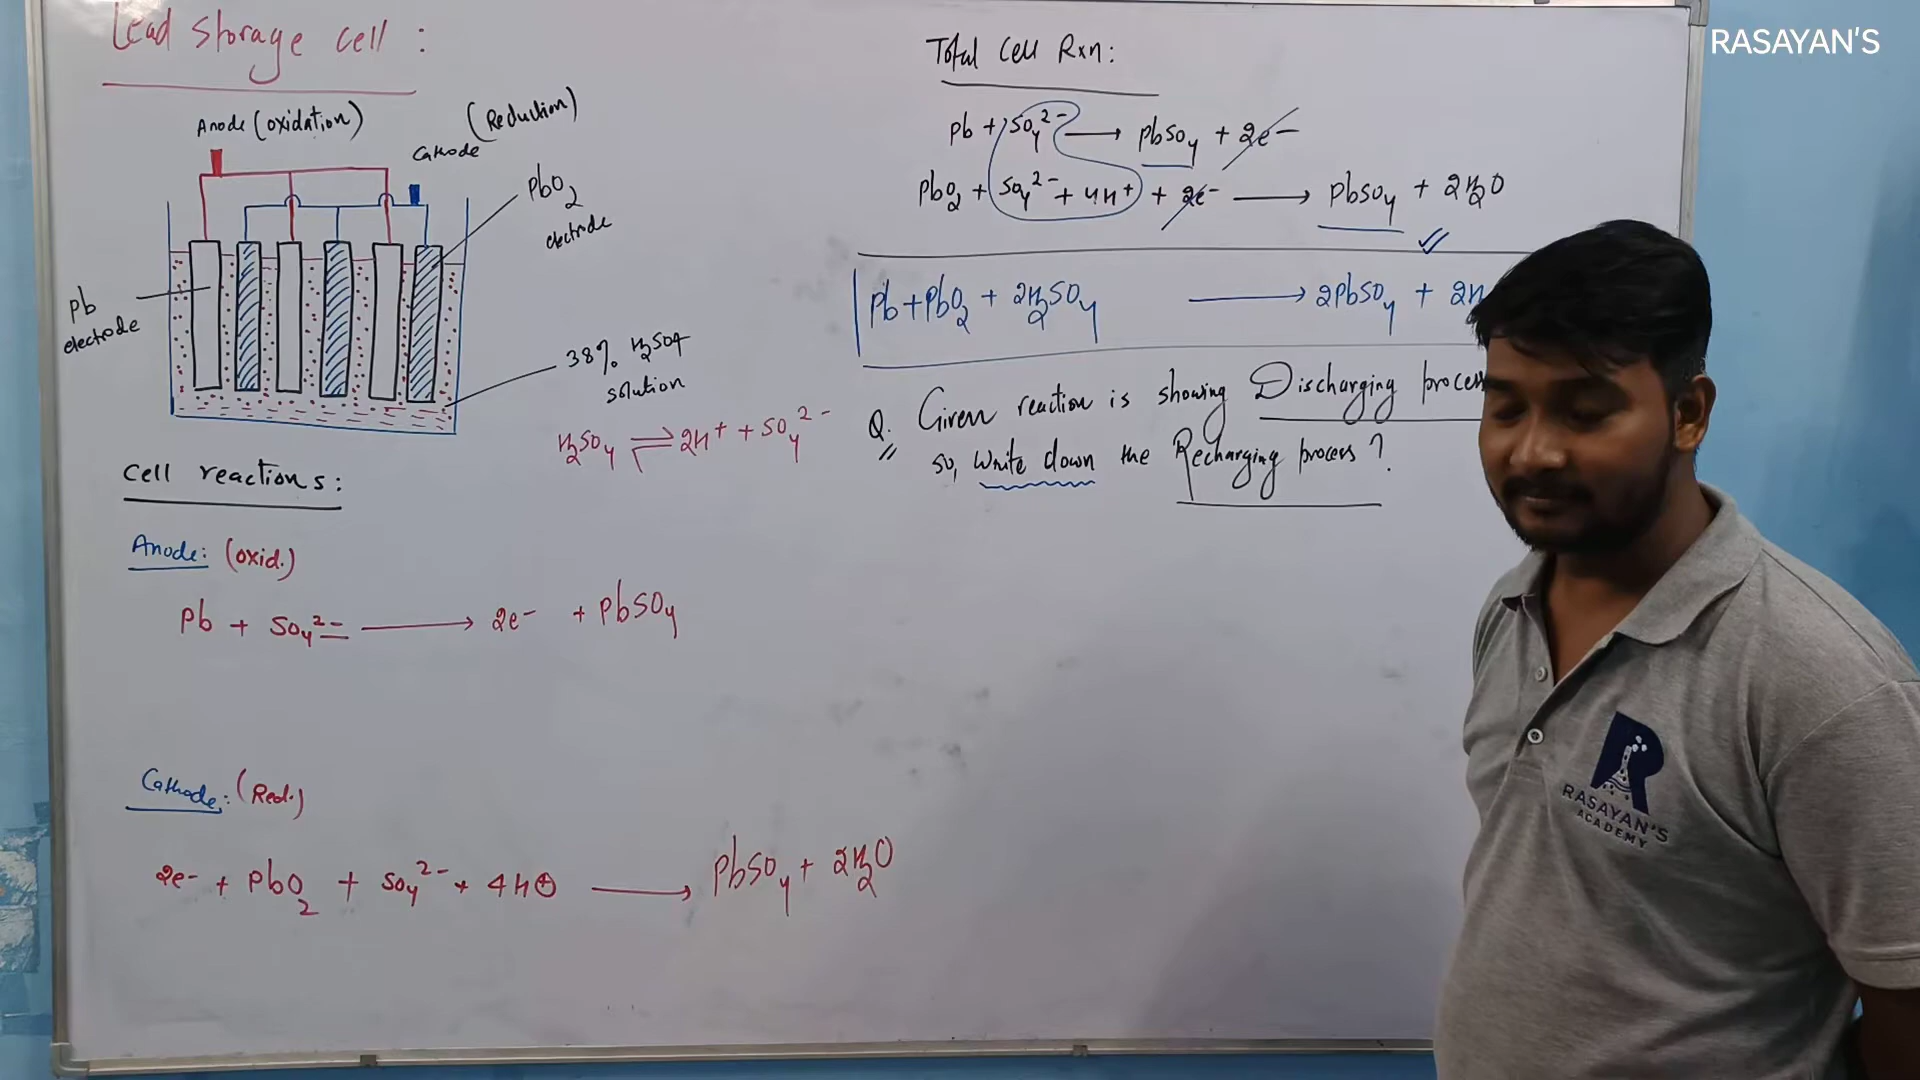 RASAYAN'S
Lead storage cell :
Anode (oxidation)
(Reduction)
Cathode
PbO2
electrode
Pb
electrode
38% H2SO4
solution
H2SO4 ⇌ 2H+ + SO4 2-
Cell reactions:
Anode: (oxid.)
Pb + SO4 2- ⟶ 2e- + PbSO4
Cathode: (Red.)
2e- + PbO2 + SO4 2- + 4H⊕ ⟶ PbSO4 + 2H2O
Total Cell Rxn:
Pb + SO4 2- ⟶ PbSO4 + 2e-
PbO2 + SO4 2- + 4H+ + 2e- ⟶ PbSO4 + 2H2O
Pb + PbO2 + 2H2SO4 ⟶ 2PbSO4 + 2H
Q. Given reaction is showing Discharging process
so, Write down the Recharging process?
R
RASAYAN'S
ACADEMY